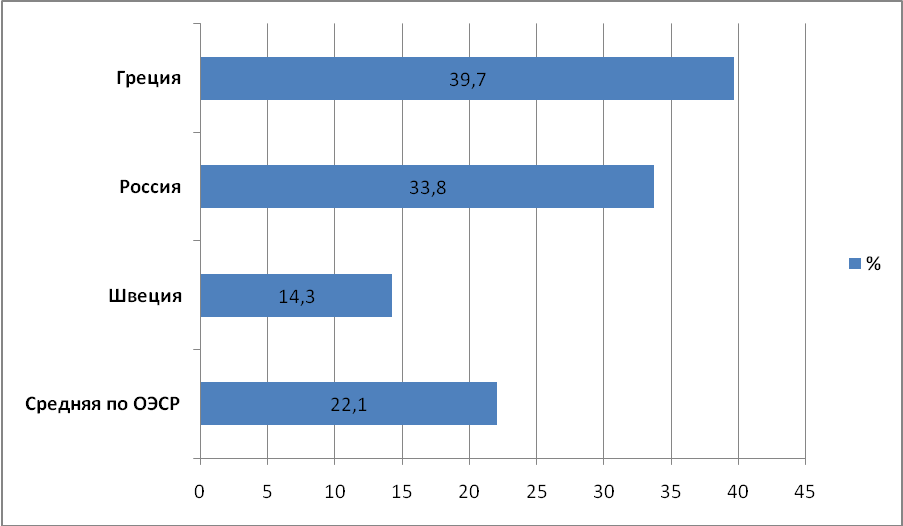 Греция
39,7
Россия
33,8
Швеция
14,3
Средняя по ОЭСР
22,1
0 5 10 15 20 25 30 35 40 45
%